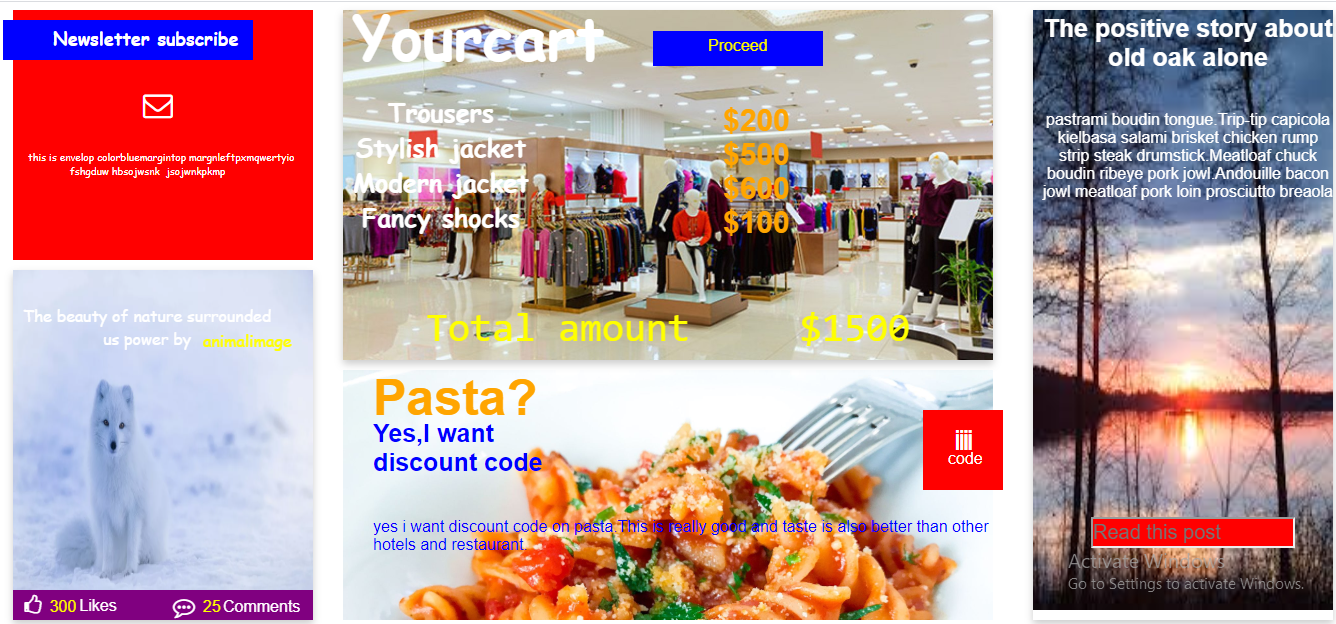 Newsletter subscribe
this is envelop colorbluemargintop margnleftpxmqwertyio
fshgduw hbsojwsnk jsojwnkpkmp
The beauty of nature surrounded
us power by animalimage
300 Likes
25 Comments
Yourcart
Proceed
Trousers $200
Stylish jacket $500
Modern jacket $600
Fancy shocks $100
Total amount $1500
Pasta?
Yes,I want
discount code
code
yes i want discount code on pasta.This is really good and taste is also better than other
hotels and restaurant.
The positive story about
old oak alone
pastrami boudin tongue.Trip-tip capicola
kielbasa salami brisket chicken rump
strip steak drumstick.Meatloaf chuck
boudin ribeye pork jowl.Andouille bacon
jowl meatloaf pork loin prosciutto breaola
Read this post
Activate Windows
Go to Settings to activate Windows.